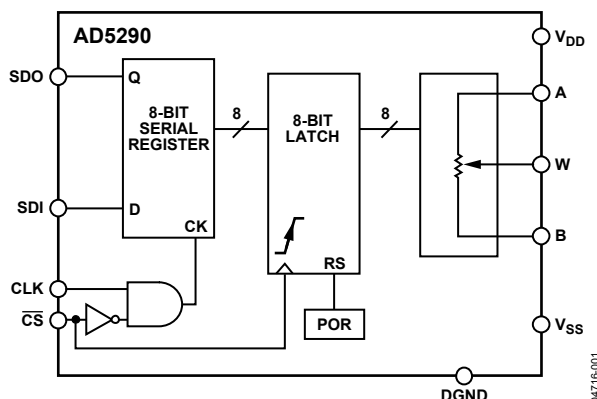 AD5290
SDO
Q
8-BIT
SERIAL
REGISTER
8
8-BIT
LATCH
8
VDD
A
W
B
SDI
D
CK
CLK
CS
RS
POR
VSS
DGND
04716-001